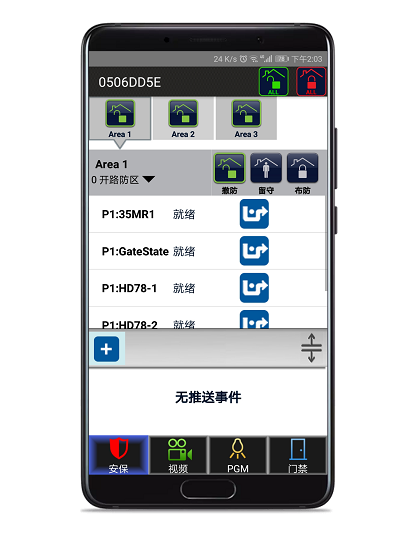 24 K/s 下午2:03
0506DD5E
ALL ALL
Area 1 Area 2 Area 3
Area 1
0 开路防区
撤防 留守 布防
P1:35MR1 就绪
P1:GateState 就绪
P1:HD78-1 就绪
P1:HD78-2 就绪
无推送事件
安保 视频 PGM 门禁